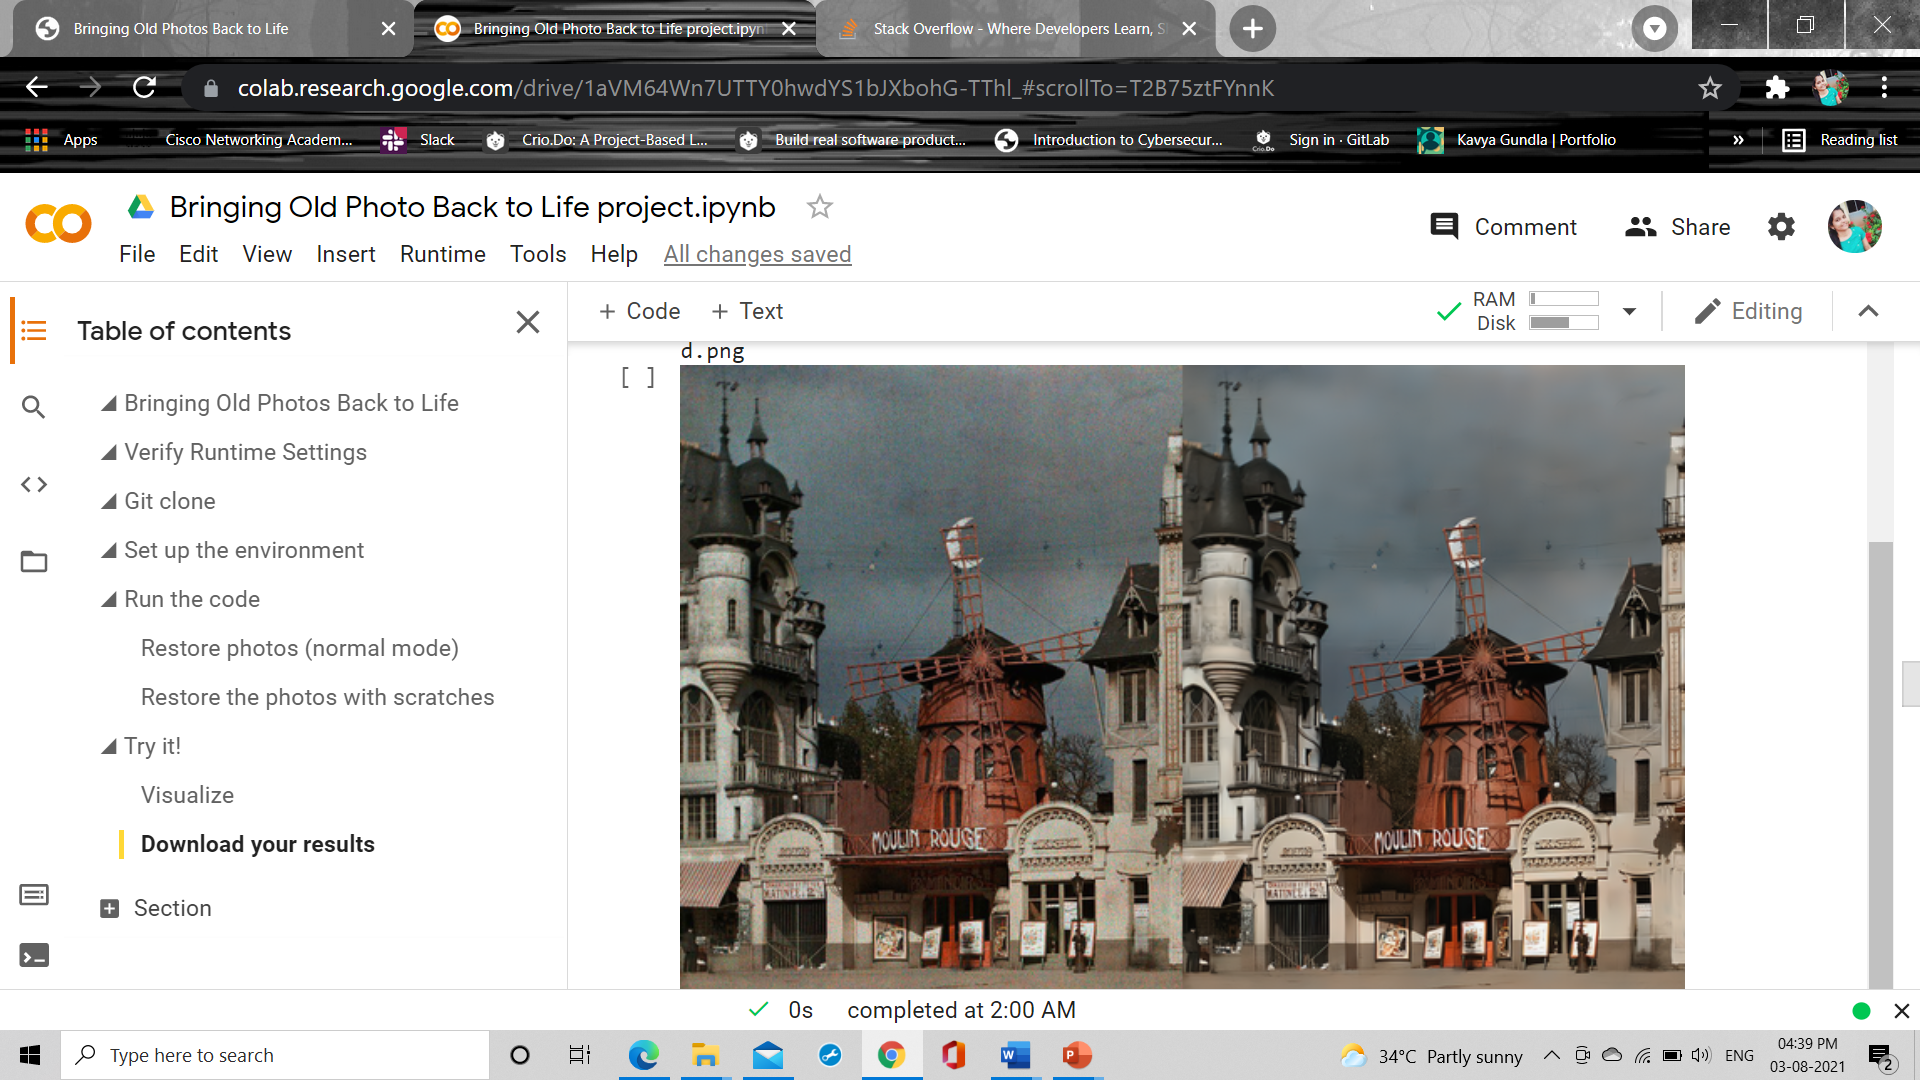 Bringing Old Photos Back to Life
Bringing Old Photo Back to Life project.ipyn
Stack Overflow - Where Developers Learn, S
colab.research.google.com/drive/1aVM64Wn7UTTY0hwdYS1bJXbohG-TThl_#scrollTo=T2B75ztFYnnK
Apps
Cisco Networking Academ...
Slack
Crio.Do: A Project-Based L...
Build real software product...
Introduction to Cybersecur...
Crio.Do
Sign in · GitLab
Kavya Gundla | Portfolio
»
Reading list
Bringing Old Photo Back to Life project.ipynb
File Edit View Insert Runtime Tools Help All changes saved
Comment
Share
Table of contents
+ Code + Text
RAM
Disk
Editing
d.png
[ ]
Bringing Old Photos Back to Life
Verify Runtime Settings
Git clone
Set up the environment
Run the code
Restore photos (normal mode)
Restore the photos with scratches
Try it!
Visualize
Download your results
Section
MOULIN ROUGE
MOULIN ROUGE
0s completed at 2:00 AM
Type here to search
34°C Partly sunny
ENG
04:39 PM
03-08-2021
2